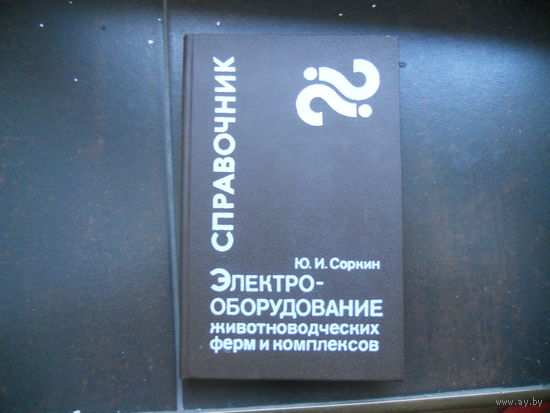 СПРАВОЧНИК
??
Ю. И. Соркин
ЭЛЕКТРО-
ОБОРУДОВАНИЕ
ЖИВОТНОВОДЧЕСКИХ
ФЕРМ И КОМПЛЕКСОВ
www.ay.by